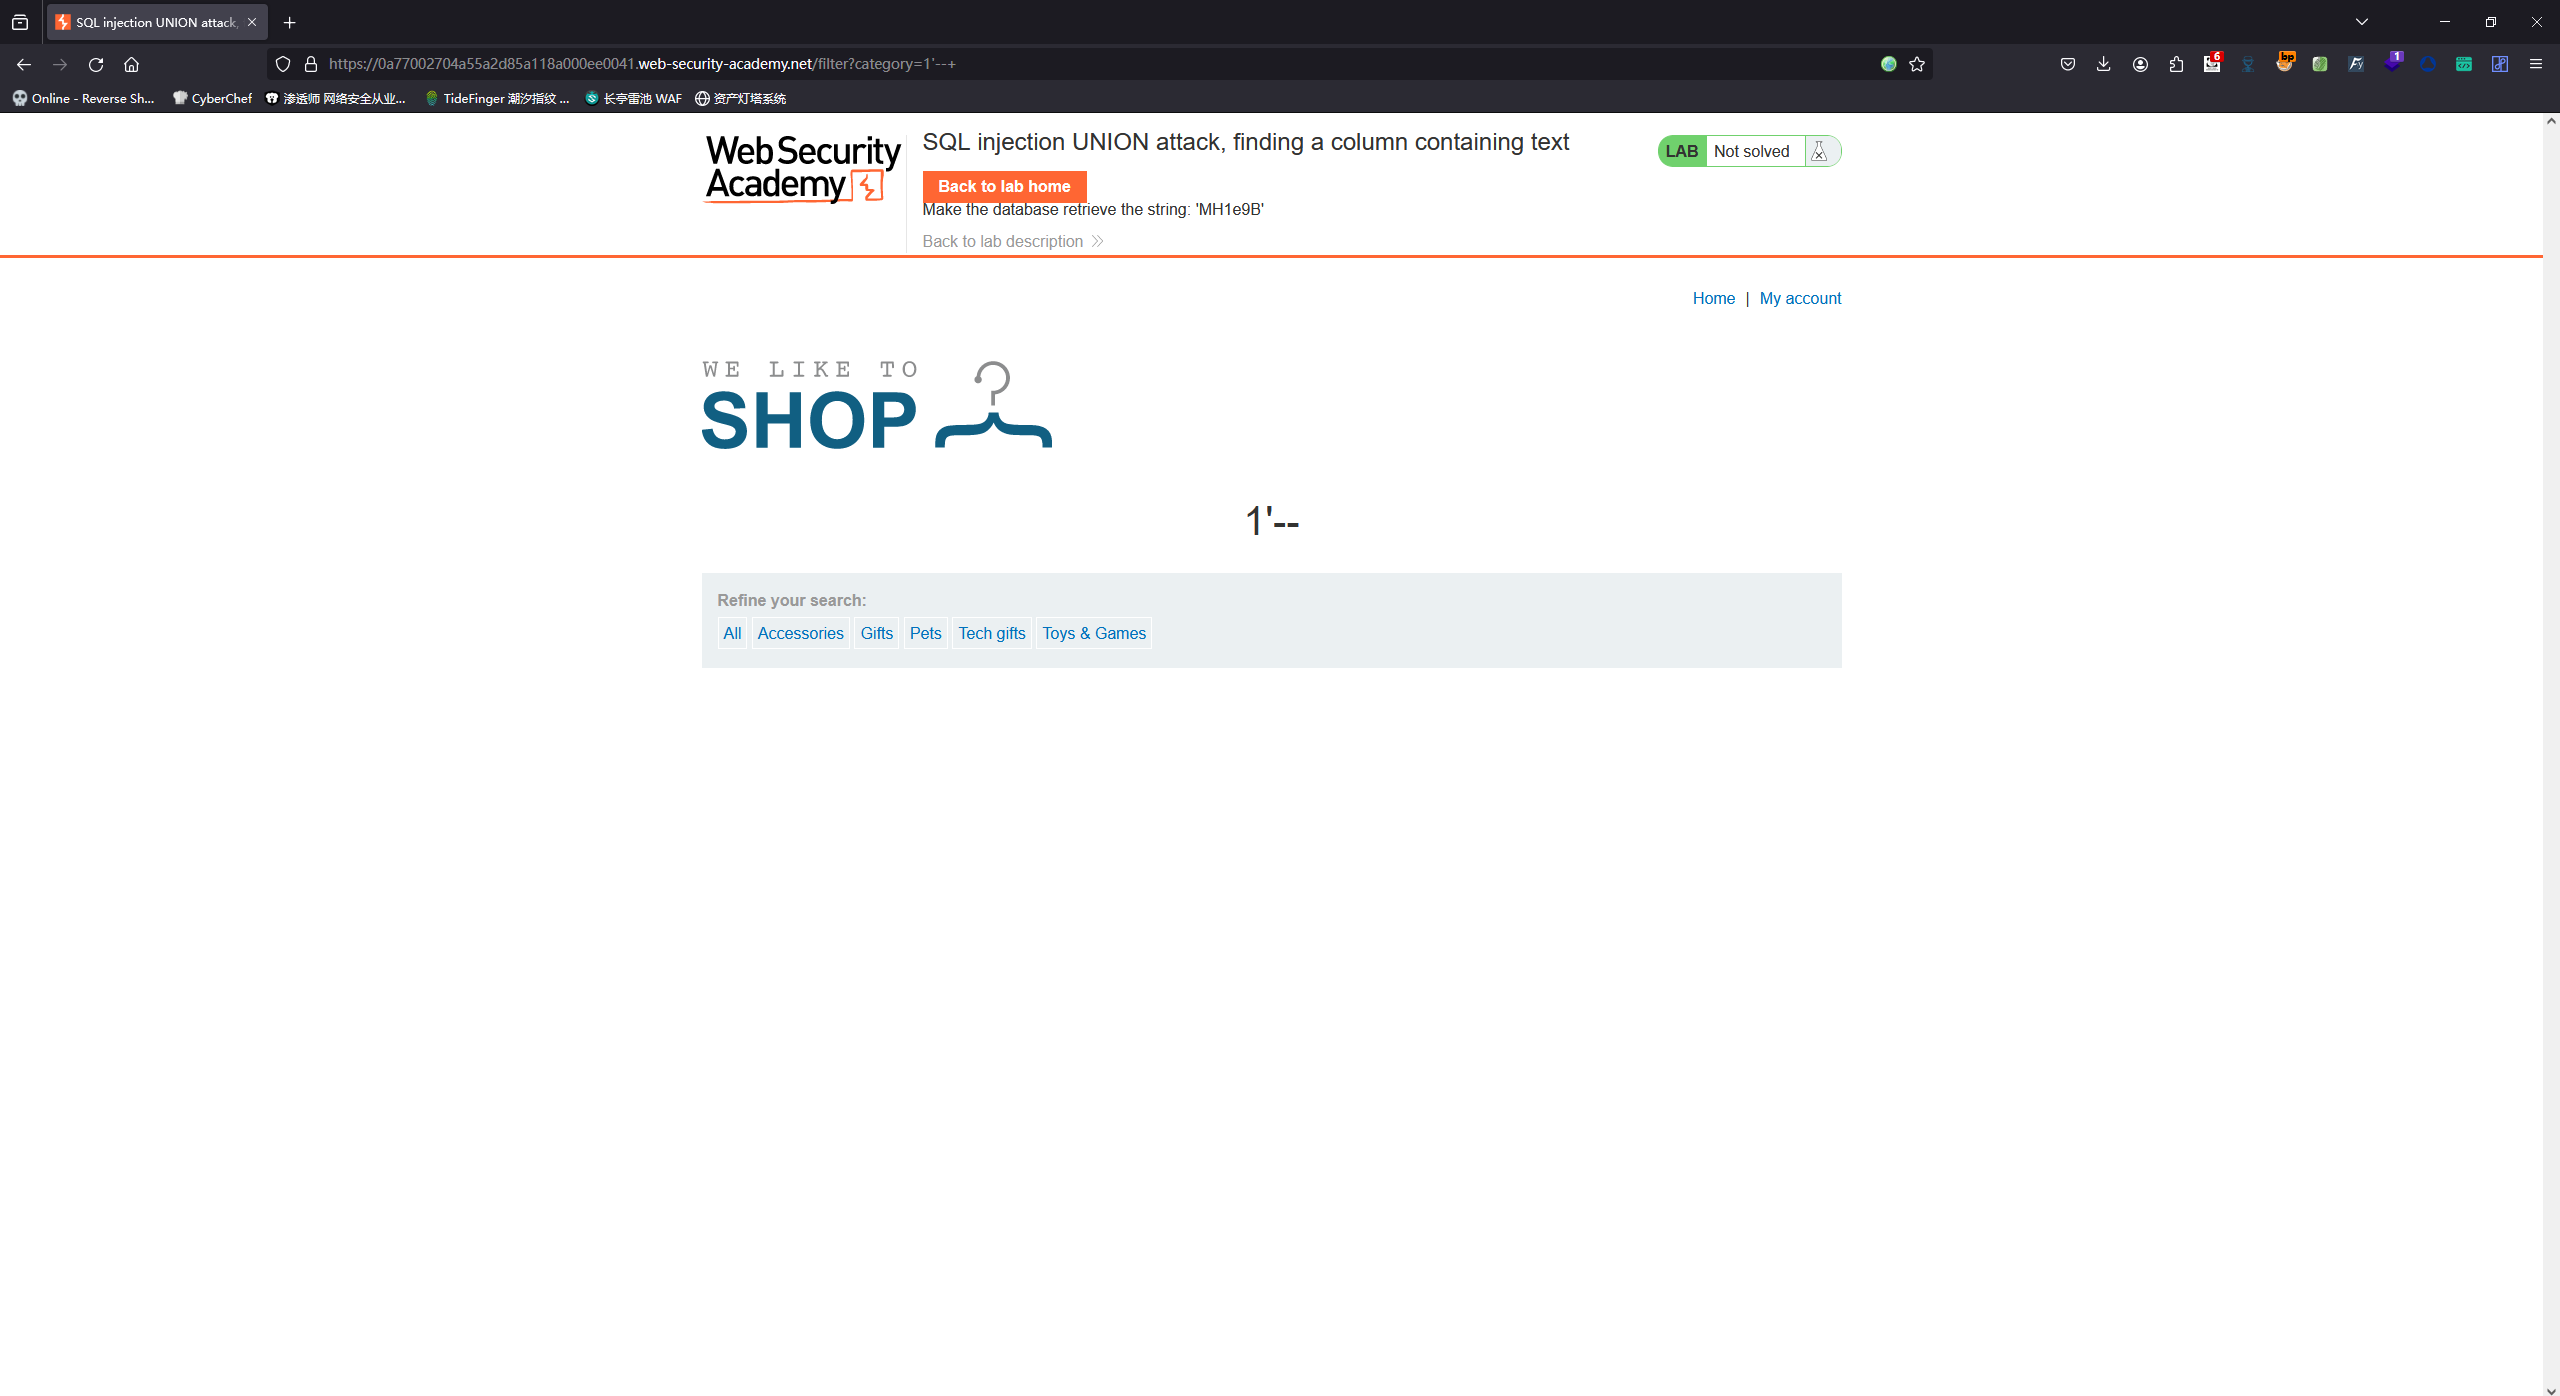 SQL injection UNION attack,
https://0a77002704a55a2d85a118a000ee0041.web-security-academy.net/filter?category=1'--+
6
bp
1
Online - Reverse Sh...
CyberChef
渗透师 网络安全从业...
TideFinger 潮汐指纹 ...
长亭雷池 WAF
资产灯塔系统
Web Security
Academy
SQL injection UNION attack, finding a column containing text
LAB Not solved
Back to lab home
Make the database retrieve the string: 'MH1e9B'
Back to lab description
Home | My account
WE LIKE TO
SHOP
1'--
Refine your search:
All Accessories Gifts Pets Tech gifts Toys & Games